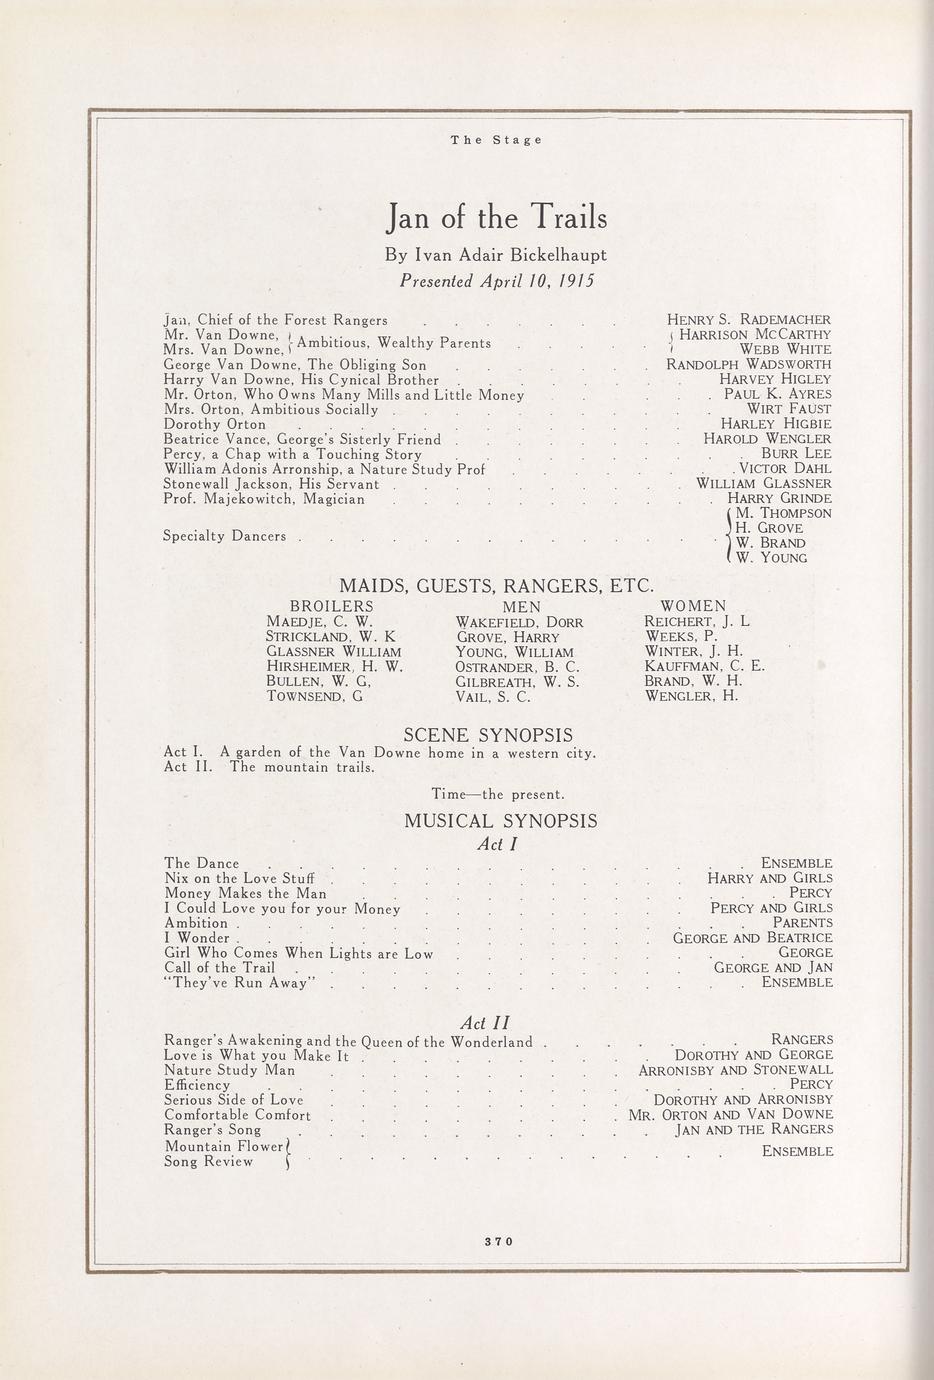 The Stage
Jan of the Trails
By Ivan Adair Bickelhaupt
Presented April 10, 1915
Jan, Chief of the Forest Rangers . . . . . . . HENRY S. RADEMACHER
Mr. Van Downe, } Ambitious, Wealthy Parents . . . . . { HARRISON MCCARTHY
Mrs. Van Downe, } WEBB WHITE
George Van Downe, The Obliging Son . . . . . . . RANDOLPH WADSWORTH
Harry Van Downe, His Cynical Brother . . . . . . . . HARVEY HIGLEY
Mr. Orton, Who Owns Many Mills and Little Money . . . . . PAUL K. AYRES
Mrs. Orton, Ambitious Socially . . . . . . . . . . . WIRT FAUST
Dorothy Orton . . . . . . . . . . . . . HARLEY HIGBIE
Beatrice Vance, George's Sisterly Friend . . . . . . . . HAROLD WENGLER
Percy, a Chap with a Touching Story . . . . . . . . . . BURR LEE
William Adonis Arronship, a Nature Study Prof . . . . . . . . VICTOR DAHL
Stonewall Jackson, His Servant . . . . . . . . . . WILLIAM GLASSNER
Prof. Majekowitch, Magician . . . . . . . . . . . HARRY GRINDE
Specialty Dancers . . . . . . . . . . . . . . { M. THOMPSON
H. GROVE
W. BRAND
W. YOUNG
MAIDS, GUESTS, RANGERS, ETC.
BROILERS MEN WOMEN
MAEDJE, C. W. WAKEFIELD, DORR REICHERT, J. L
STRICKLAND, W. K GROVE, HARRY WEEKS, P.
GLASSNER WILLIAM YOUNG, WILLIAM WINTER, J. H.
HIRSHEIMER, H. W. OSTRANDER, B. C. KAUFFMAN, C. E.
BULLEN, W. G, GILBREATH, W. S. BRAND, W. H.
TOWNSEND, G VAIL, S. C. WENGLER, H.
SCENE SYNOPSIS
Act I. A garden of the Van Downe home in a western city.
Act II. The mountain trails.
Time—the present.
MUSICAL SYNOPSIS
Act I
The Dance . . . . . . . . . . . . . . . . ENSEMBLE
Nix on the Love Stuff . . . . . . . . . . . . HARRY AND GIRLS
Money Makes the Man . . . . . . . . . . . . . . PERCY
I Could Love you for your Money . . . . . . . . . PERCY AND GIRLS
Ambition . . . . . . . . . . . . . . . . . PARENTS
I Wonder . . . . . . . . . . . . . . GEORGE AND BEATRICE
Girl Who Comes When Lights are Low . . . . . . . . . . GEORGE
Call of the Trail . . . . . . . . . . . . . GEORGE AND JAN
"They've Run Away" . . . . . . . . . . . . . . ENSEMBLE
Act II
Ranger's Awakening and the Queen of the Wonderland . . . . . . . RANGERS
Love is What you Make It . . . . . . . . . . DOROTHY AND GEORGE
Nature Study Man . . . . . . . . . . ARRONISBY AND STONEWALL
Efficiency . . . . . . . . . . . . . . . . . PERCY
Serious Side of Love . . . . . . . . . . DOROTHY AND ARRONISBY
Comfortable Comfort . . . . . . . . . . MR. ORTON AND VAN DOWNE
Ranger's Song . . . . . . . . . . . . JAN AND THE RANGERS
Mountain Flower } . . . . . . . . . . . . . . ENSEMBLE
Song Review }
370